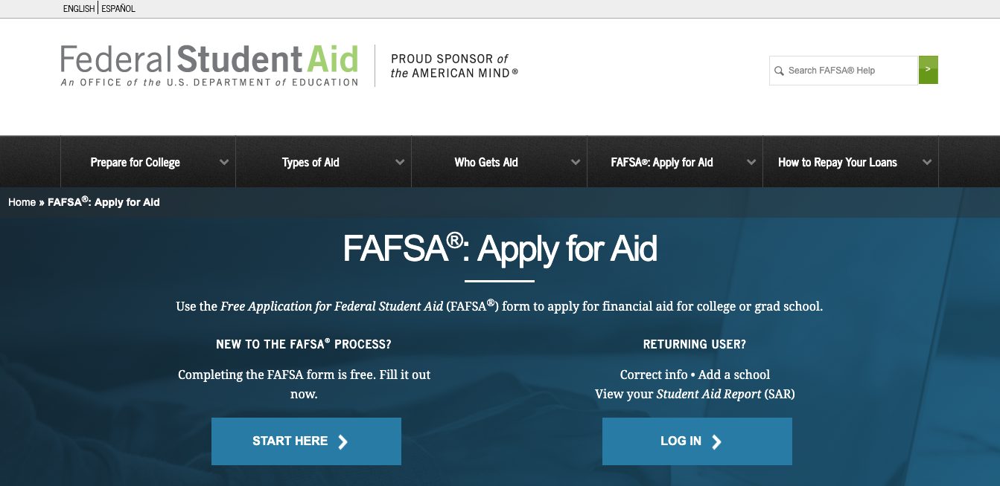 ENGLISH | ESPAÑOL
Federal Student Aid
An OFFICE of the U.S. DEPARTMENT of EDUCATION
PROUD SPONSOR of
the AMERICAN MIND®
Search FAFSA® Help
>
Prepare for College
Types of Aid
Who Gets Aid
FAFSA®: Apply for Aid
How to Repay Your Loans
Home » FAFSA®: Apply for Aid
FAFSA®: Apply for Aid
Use the Free Application for Federal Student Aid (FAFSA®) form to apply for financial aid for college or grad school.
NEW TO THE FAFSA® PROCESS?
Completing the FAFSA form is free. Fill it out
now.
START HERE
RETURNING USER?
Correct info • Add a school
View your Student Aid Report (SAR)
LOG IN